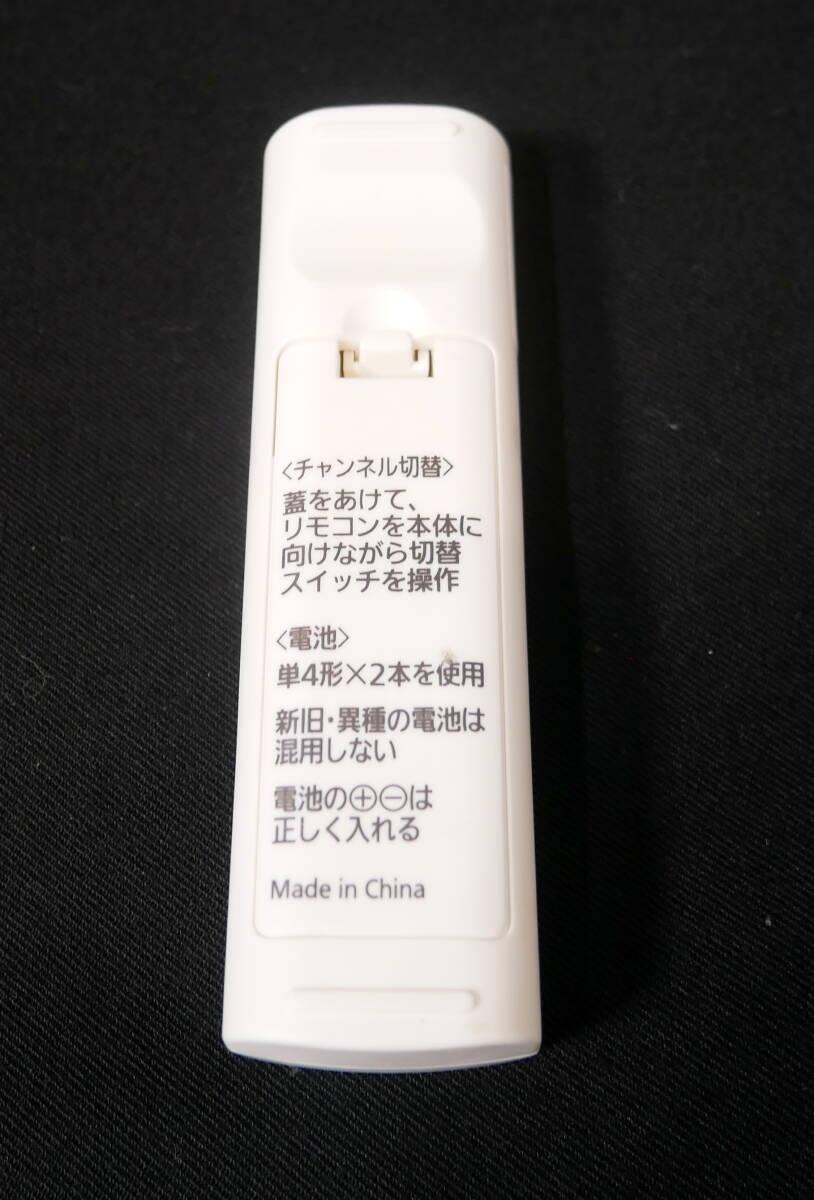 〈チャンネル切替〉
蓋をあけて、
リモコンを本体に
向けながら切替
スイッチを操作
〈電池〉
単4形×2本を使用
新旧・異種の電池は
混用しない
電池の⊕⊖は
正しく入れる
Made in China